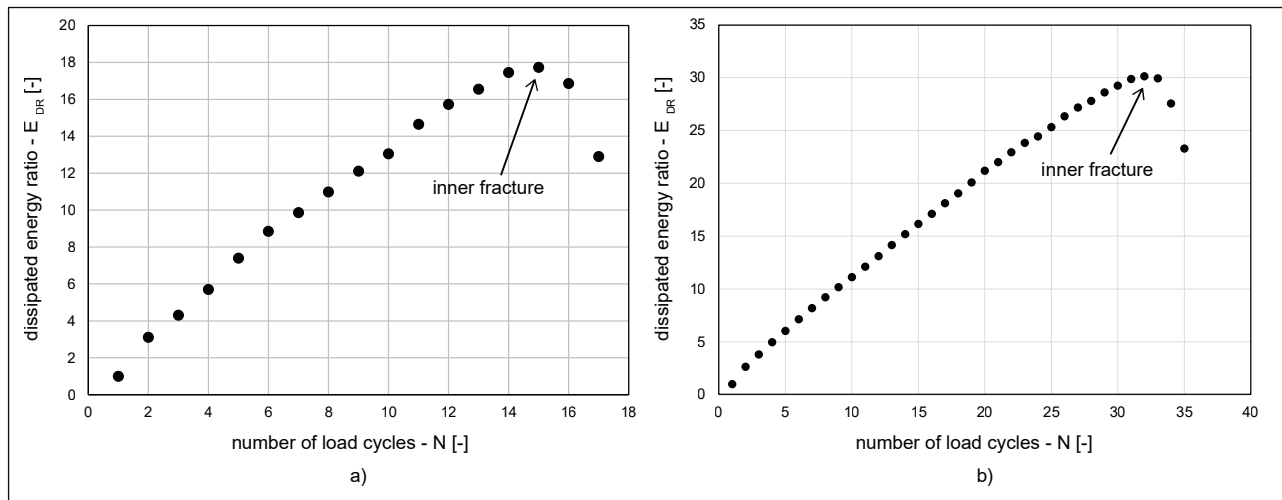 20
18
16
14
12
10
8
6
4
2
0
dissipated energy ratio - E DR [-]
inner fracture
0 2 4 6 8 10 12 14 16 18
number of load cycles - N [-]
a)
35
30
25
20
15
10
5
0
dissipated energy ratio - E DR [-]
inner fracture
0 5 10 15 20 25 30 35 40
number of load cycles - N [-]
b)